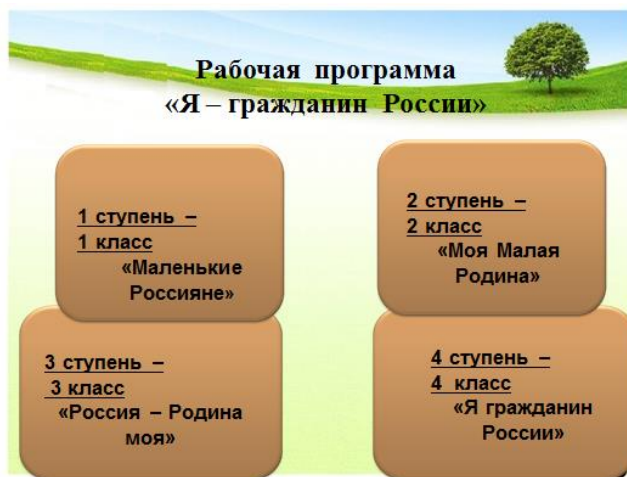 Рабочая программа
«Я – гражданин России»
1 ступень –
1 класс
«Маленькие
Россияне»
2 ступень –
2 класс
«Моя Малая
Родина»
3 ступень –
3 класс
«Россия – Родина
моя»
4 ступень –
4 класс
«Я гражданин
России»